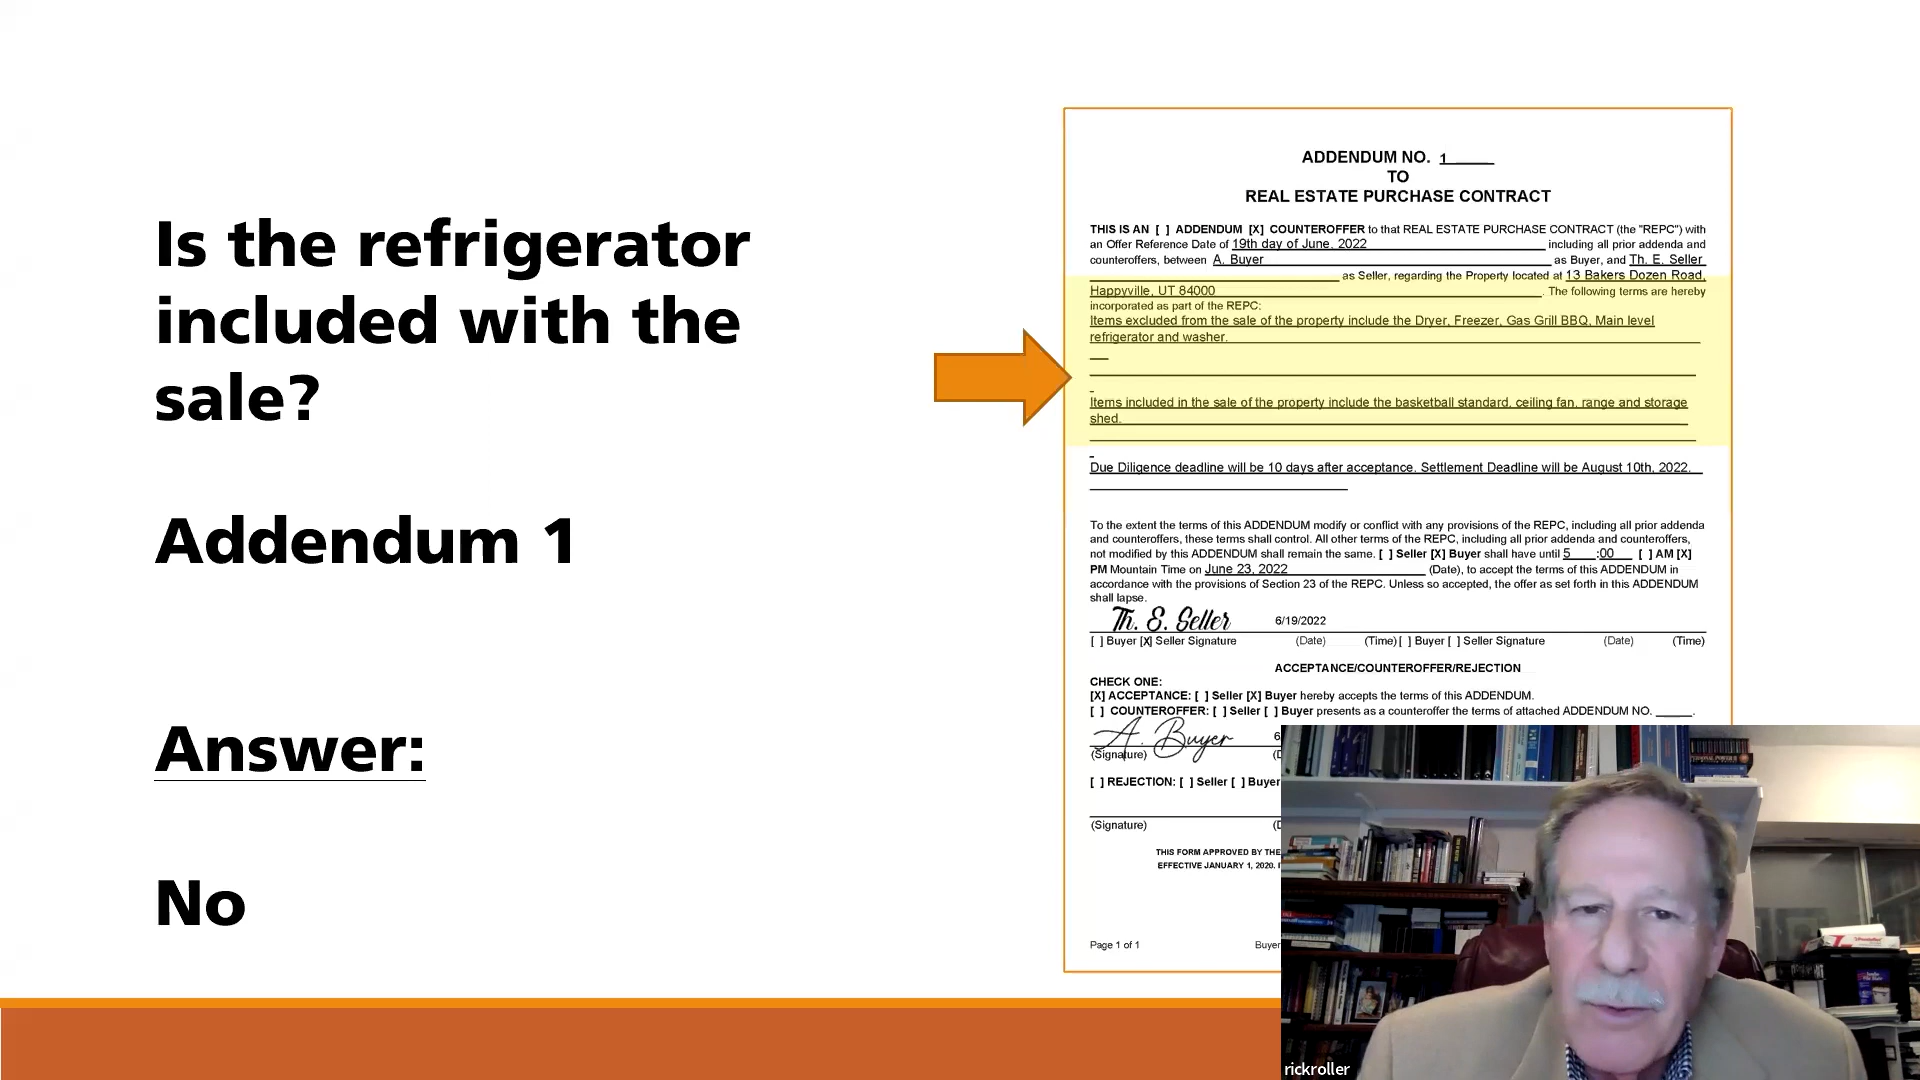 Is the refrigerator
included with the
sale?
Addendum 1
Answer:
No
ADDENDUM NO. 1
TO
REAL ESTATE PURCHASE CONTRACT
THIS IS AN [ ] ADDENDUM [X] COUNTEROFFER to that REAL ESTATE PURCHASE CONTRACT (the "REPC") with
an Offer Reference Date of 19th day of June, 2022 including all prior addenda and
counteroffers, between A. Buyer as Buyer, and Th. E. Seller
as Seller, regarding the Property located at 13 Bakers Dozen Road,
Happyville, UT 84000. The following terms are hereby
incorporated as part of the REPC:
Items excluded from the sale of the property include the Dryer, Freezer, Gas Grill BBQ, Main level
refrigerator and washer.
Items included in the sale of the property include the basketball standard, ceiling fan, range and storage
shed.
Due Diligence deadline will be 10 days after acceptance. Settlement Deadline will be August 10th, 2022.
To the extent the terms of this ADDENDUM modify or conflict with any provisions of the REPC, including all prior addenda
and counteroffers, these terms shall control. All other terms of the REPC, including all prior addenda and counteroffers,
not modified by this ADDENDUM shall remain the same. [ ] Seller [X] Buyer shall have until 5 :00 [ ] AM [X]
PM Mountain Time on June 23, 2022 (Date), to accept the terms of this ADDENDUM in
accordance with the provisions of Section 23 of the REPC. Unless so accepted, the offer as set forth in this ADDENDUM
shall lapse.
Th. E. Seller 6/19/2022
[ ] Buyer [X] Seller Signature (Date) (Time) [ ] Buyer [ ] Seller Signature (Date) (Time)
ACCEPTANCE/COUNTEROFFER/REJECTION
CHECK ONE:
[X] ACCEPTANCE: [ ] Seller [X] Buyer hereby accepts the terms of this ADDENDUM.
[ ] COUNTEROFFER: [ ] Seller [ ] Buyer presents as a counteroffer the terms of attached ADDENDUM NO. _____.
A. Buyer 6
(Signature) (D
[ ] REJECTION: [ ] Seller [ ] Buyer
(Signature) (D
THIS FORM APPROVED BY THE
EFFECTIVE JANUARY 1, 2020.
Page 1 of 1 Buyer
rickroller